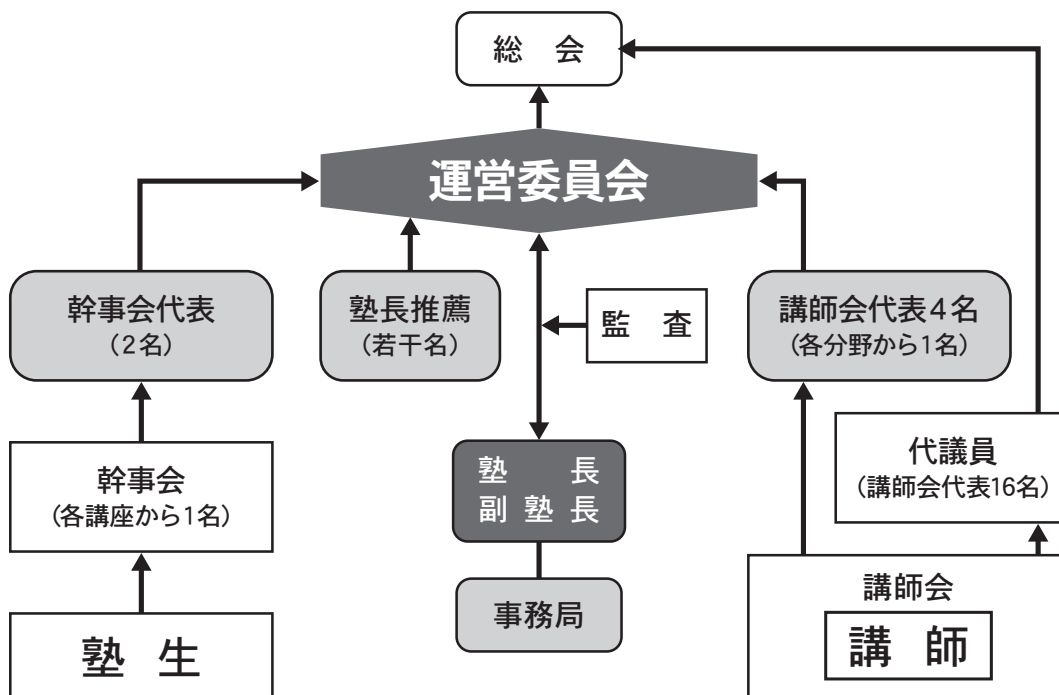 総 会
運営委員会
幹事会代表
（2名）
塾長推薦
（若干名）
監 査
講師会代表４名
（各分野から1名）
幹事会
（各講座から1名）
塾 長
副 塾 長
代議員
（講師会代表16名）
塾 生
事務局
講師会
講 師